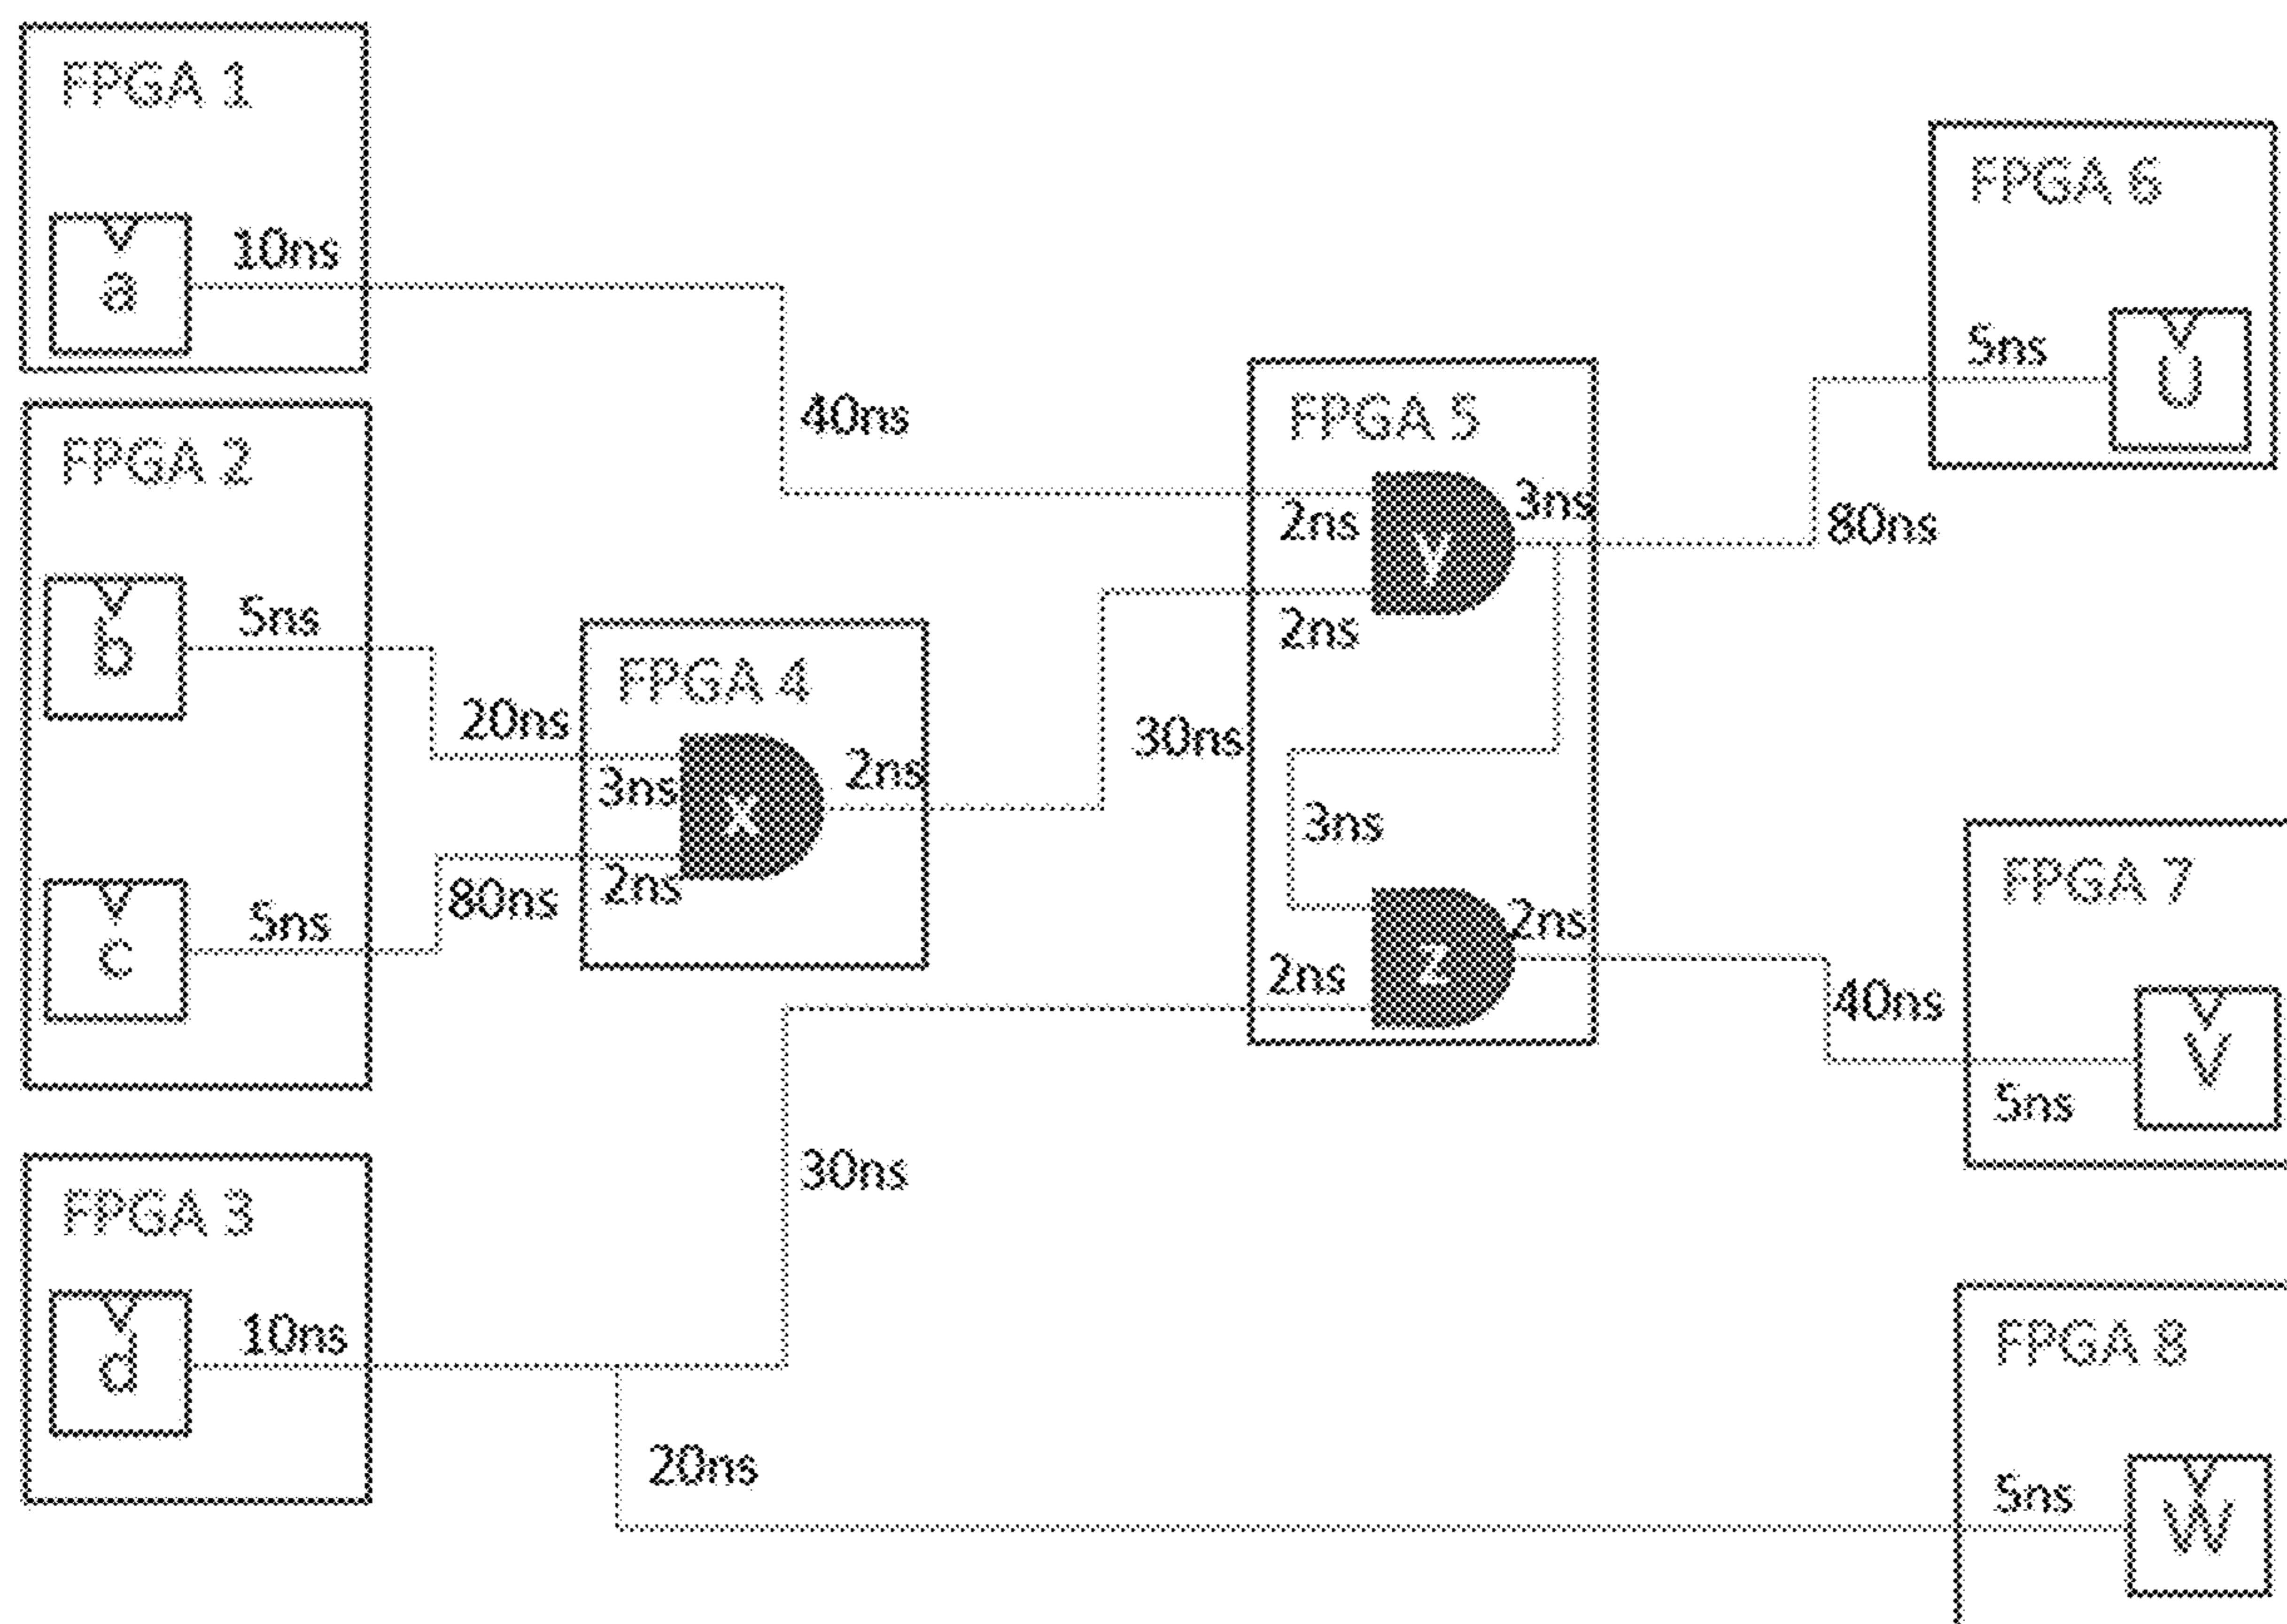 FPGA 1
a
10ns
40ns
FPGA 2
b
5ns
20ns
c
5ns
80ns
FPGA 3
d
10ns
30ns
20ns
FPGA 4
3ns
2ns
X
2ns
30ns
FPGA 5
2ns
2ns
y
3ns
80ns
3ns
2ns
Z
2ns
40ns
FPGA 6
5ns
U
FPGA 7
5ns
V
FPGA 8
5ns
W